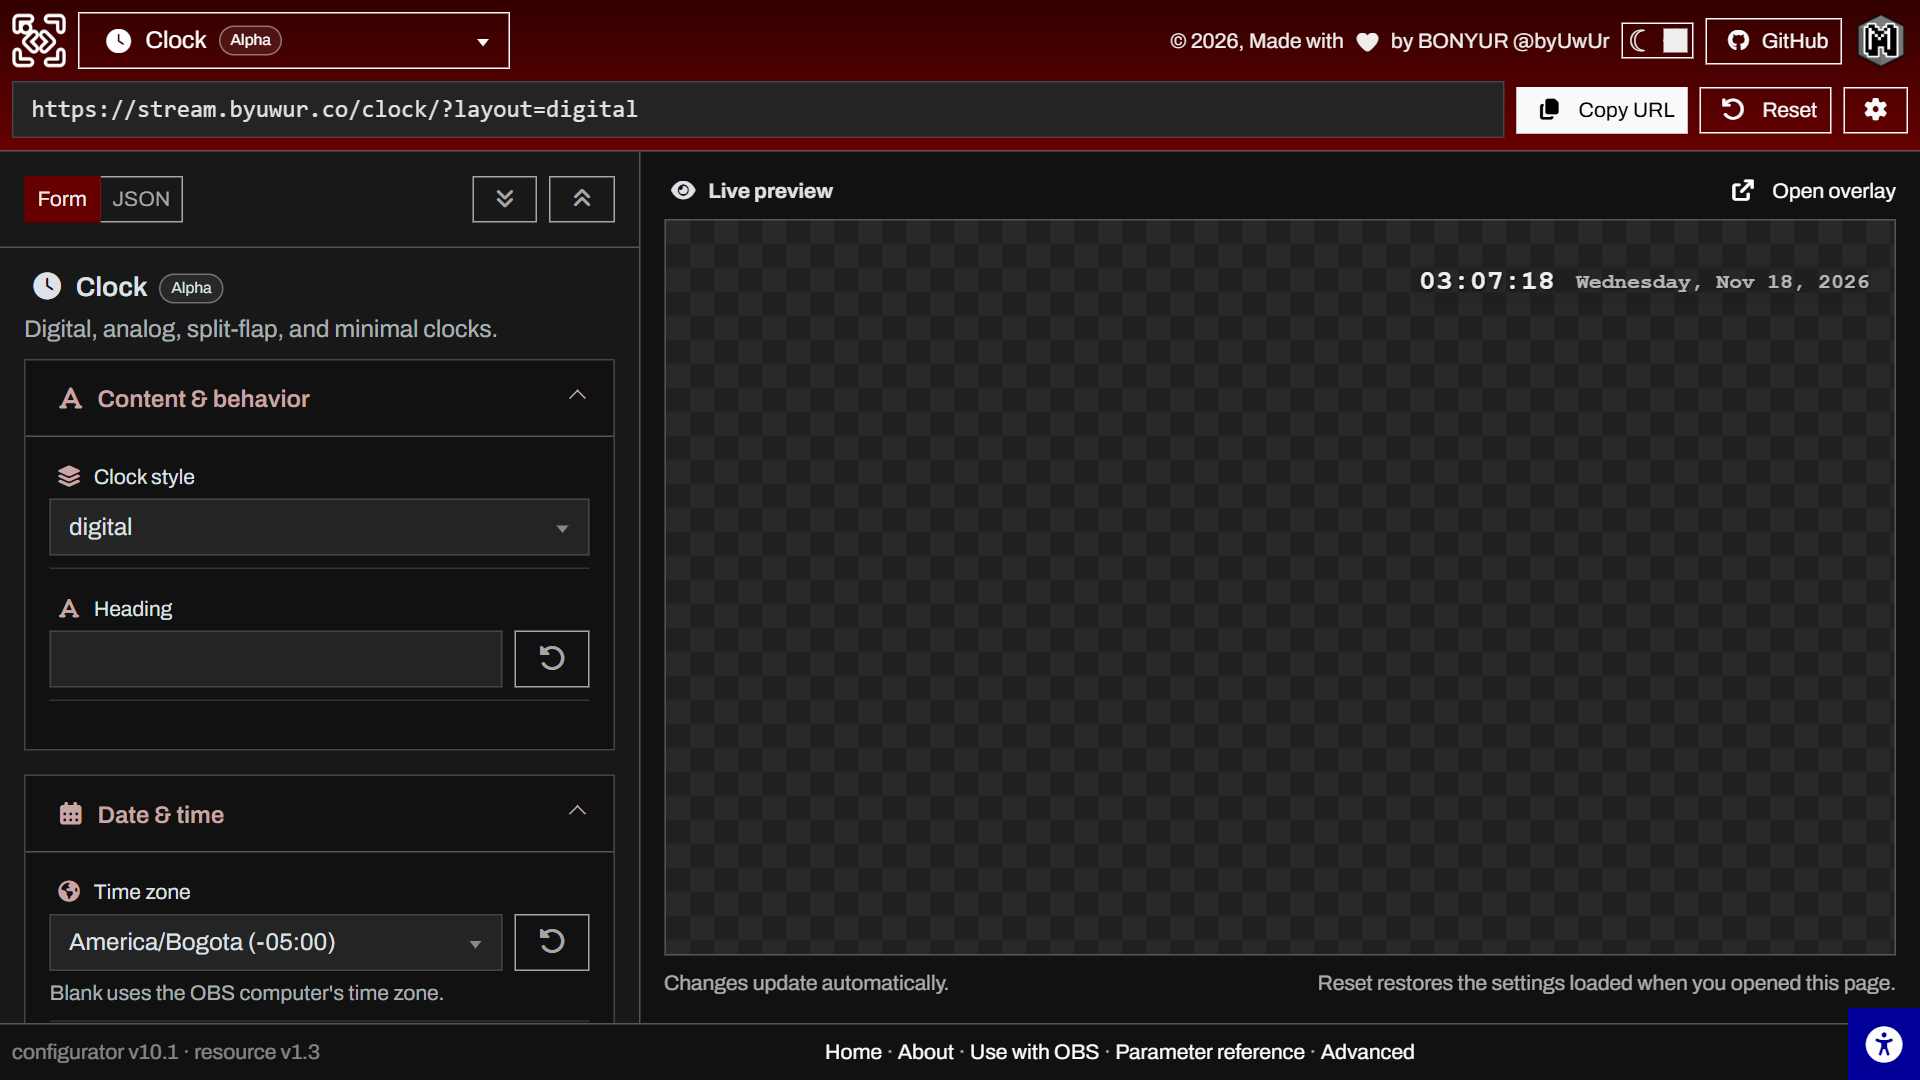 Clock Alpha
© 2026, Made with by BONYUR @byUwUr
GitHub
https://stream.byuwur.co/clock/?layout=digital
Copy URL
Reset
Form
JSON
Clock Alpha
Digital, analog, split-flap, and minimal clocks.
Content & behavior
Clock style
digital
Heading
Date & time
Time zone
America/Bogota (-05:00)
Blank uses the OBS computer's time zone.
Live preview
Open overlay
03:07:18 Wednesday, Nov 18, 2026
Changes update automatically.
Reset restores the settings loaded when you opened this page.
configurator v10.1 · resource v1.3
Home · About · Use with OBS · Parameter reference · Advanced